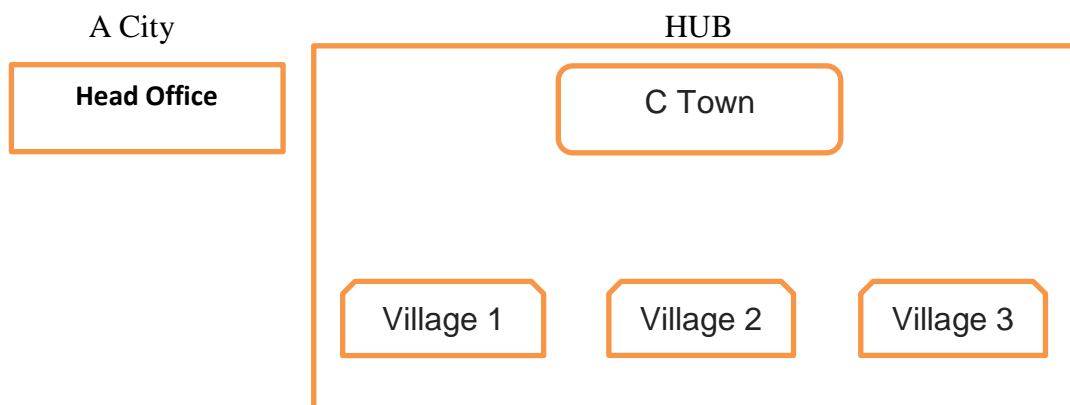 A City
HUB
Head Office
C Town
Village 1
Village 2
Village 3